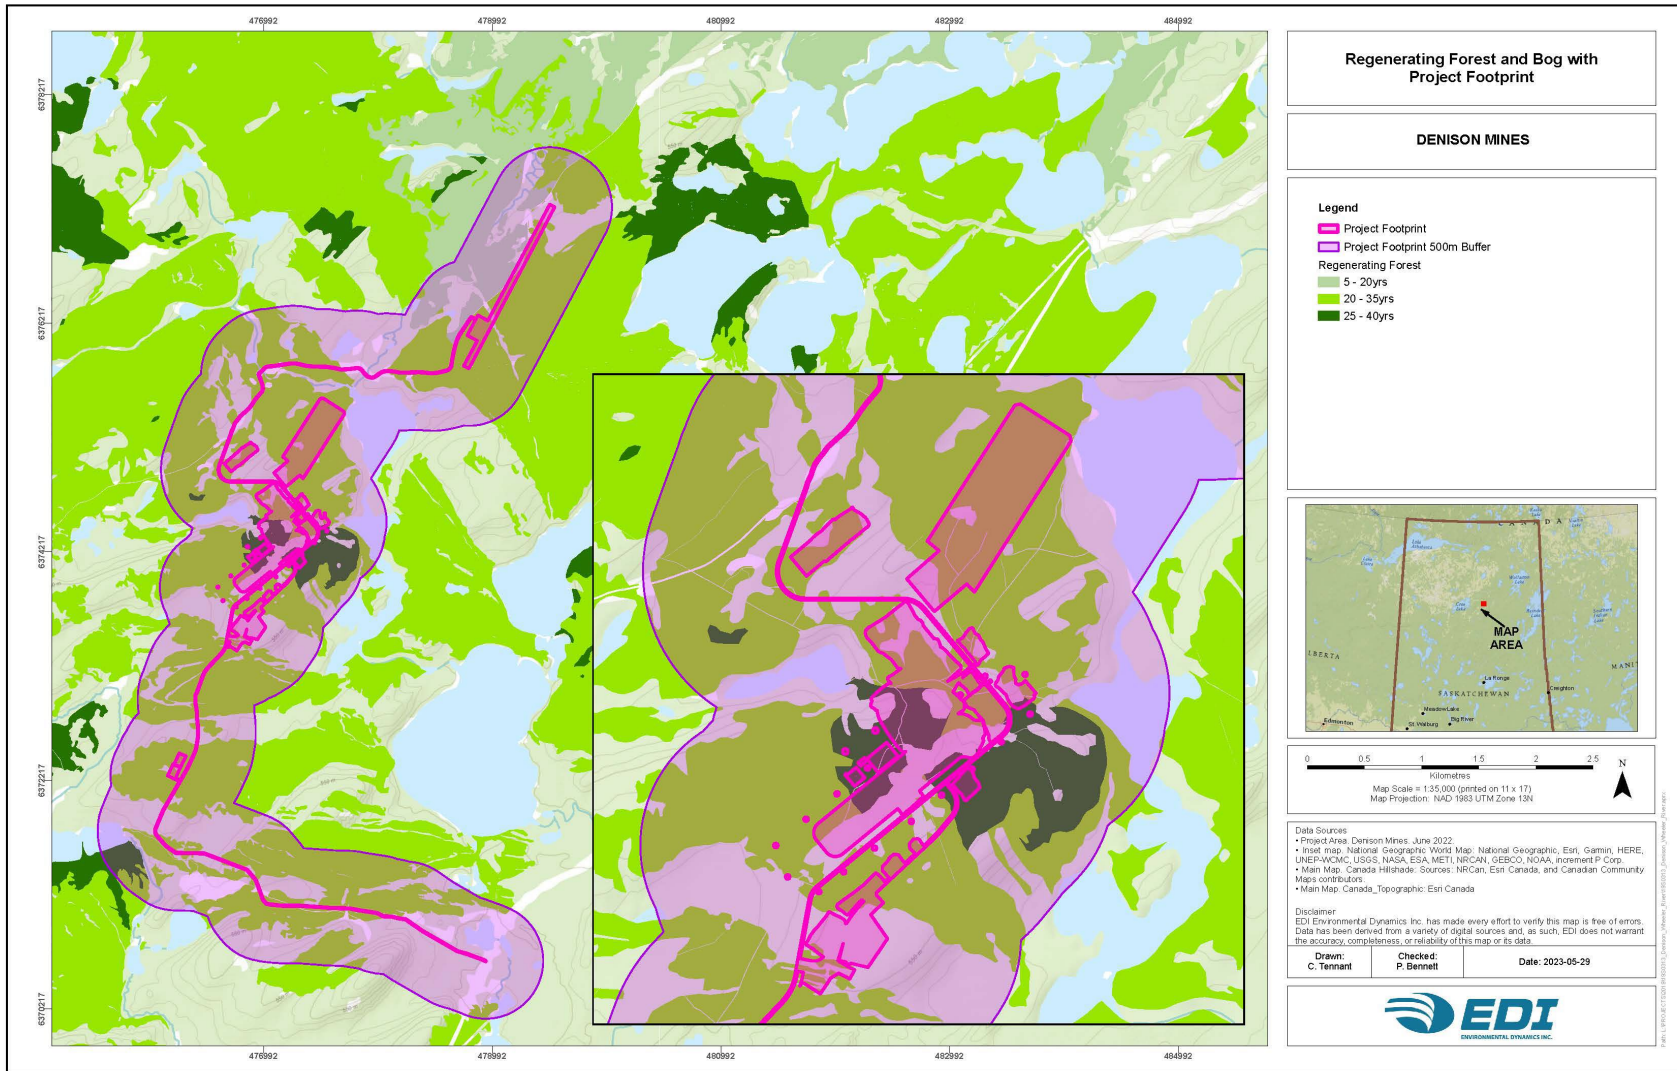 476992
478992
480992
482992
484992
6378217
6376217
6374217
6372217
6370217
476992
478992
480992
482992
484992
Regenerating Forest and Bog with
Project Footprint
DENISON MINES
Legend
Project Footprint
Project Footprint 500m Buffer
Regenerating Forest
5 - 20yrs
20 - 35yrs
25 - 40yrs
CANADA
MAP
AREA
LBERTA
MANI
SASKATCHEWAN
La Ronge
Creighton
Meadow Lake
Big River
St. Walburg
Edmonton
0 0.5 1 1.5 2 2.5
Kilometres
N
Map Scale = 1:35,000 (printed on 11 x 17)
Map Projection: NAD 1983 UTM Zone 13N
Data Sources
• Project Area. Denison Mines. June 2022.
• Inset map. National Geographic World Map: National Geographic, Esri, Garmin, HERE,
UNEP-WCMC, USGS, NASA, ESA, METI, NRCAN, GEBCO, NOAA, increment P Corp.
• Main Map. Canada Hillshade: Sources: NRCan, Esri Canada, and Canadian Community
Maps contributors.
• Main Map. Canada_Topographic: Esri Canada
Disclaimer
EDI Environmental Dynamics Inc. has made every effort to verify this map is free of errors.
Data has been derived from a variety of digital sources and, as such, EDI does not warrant
the accuracy, completeness, or reliability of this map or its data.
Drawn:
C. Tennant
Checked:
P. Bennett
Date: 2023-05-29
EDI
ENVIRONMENTAL DYNAMICS INC.